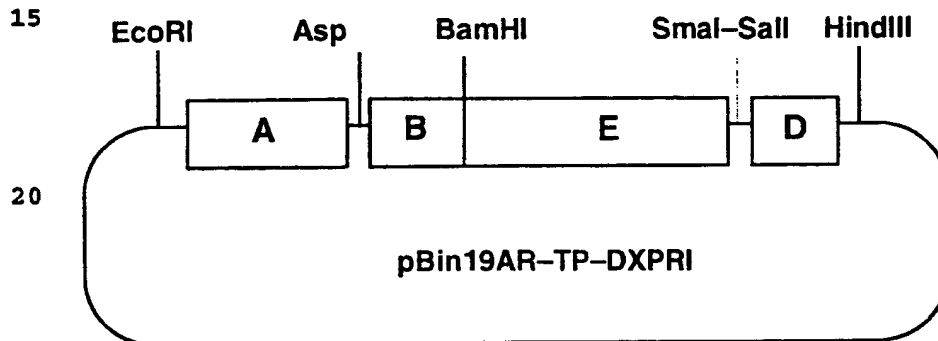 15
EcoRI Asp BamHI SmaI–SalI HindIII
A B E D
20
pBin19AR–TP–DXPRI